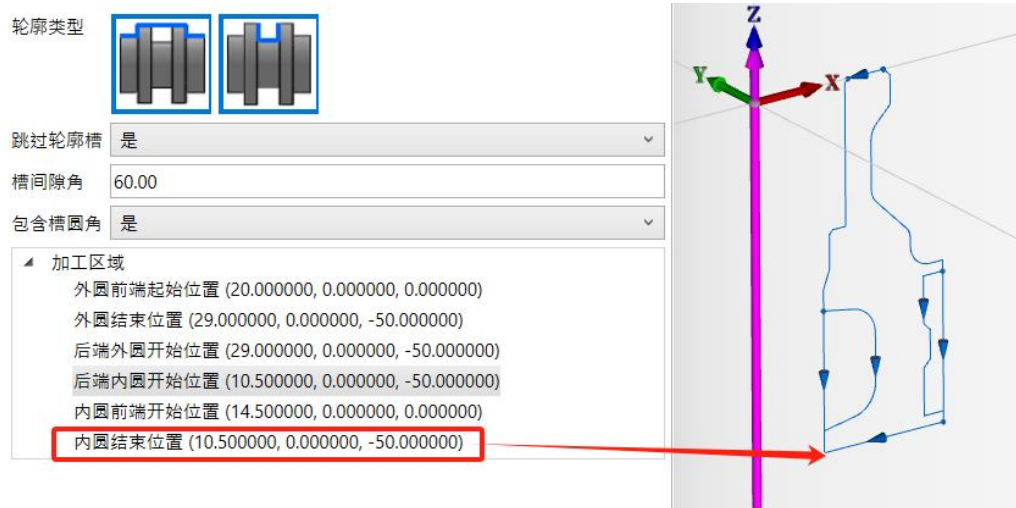 轮廓类型
跳过轮廓槽 是
槽间隙角 60.00
包含槽圆角 是
加工区域
外圆前端起始位置 (20.000000, 0.000000, 0.000000)
外圆结束位置 (29.000000, 0.000000, -50.000000)
后端外圆开始位置 (29.000000, 0.000000, -50.000000)
后端内圆开始位置 (10.500000, 0.000000, -50.000000)
内圆前端开始位置 (14.500000, 0.000000, 0.000000)
内圆结束位置 (10.500000, 0.000000, -50.000000)
Z
Y
X